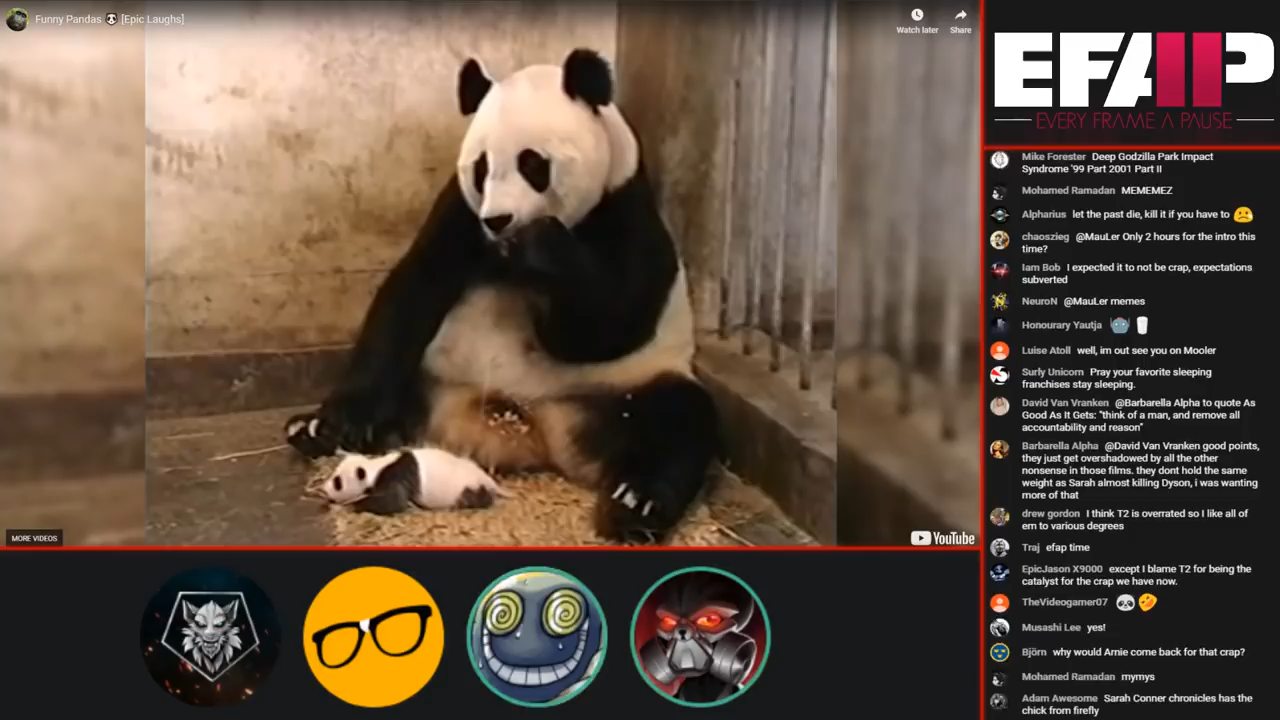 Funny Pandas 🐼 [Epic Laughs]
Watch later
Share
MORE VIDEOS
YouTube
EFAP
EVERY FRAME A PAUSE
Mike Forester Deep Godzilla Park Impact
Syndrome '99 Part 2001 Part II
Mohamed Ramadan MEMEMEZ
Alpharius let the past die, kill it if you have to 🙁
chaoszieg @MauLer Only 2 hours for the intro this
time?
Iam Bob I expected it to not be crap, expectations
subverted
NeuroN @MauLer memes
Honourary Yautja 🤖 🥛
Luise Atoll well, im out see you on Mooler
Surly Unicorn Pray your favorite sleeping
franchises stay sleeping.
David Van Vranken @Barbarella Alpha to quote As
Good As It Gets: "think of a man, and remove all
accountability and reason"
Barbarella Alpha @David Van Vranken good points,
they just get overshadowed by all the other
nonsense in those films. they dont hold the same
weight as Sarah almost killing Dyson, i was wanting
more of that
drew gordon I think T2 is overrated so I like all of
em to various degrees
Traj efap time
EpicJason X9000 except I blame T2 for being the
catalyst for the crap we have now.
TheVideogamer07 🐼 🤧
Musashi Lee yes!
Björn why would Arnie come back for that crap?
Mohamed Ramadan mymys
Adam Awesome Sarah Conner chronicles has the
chick from firefly